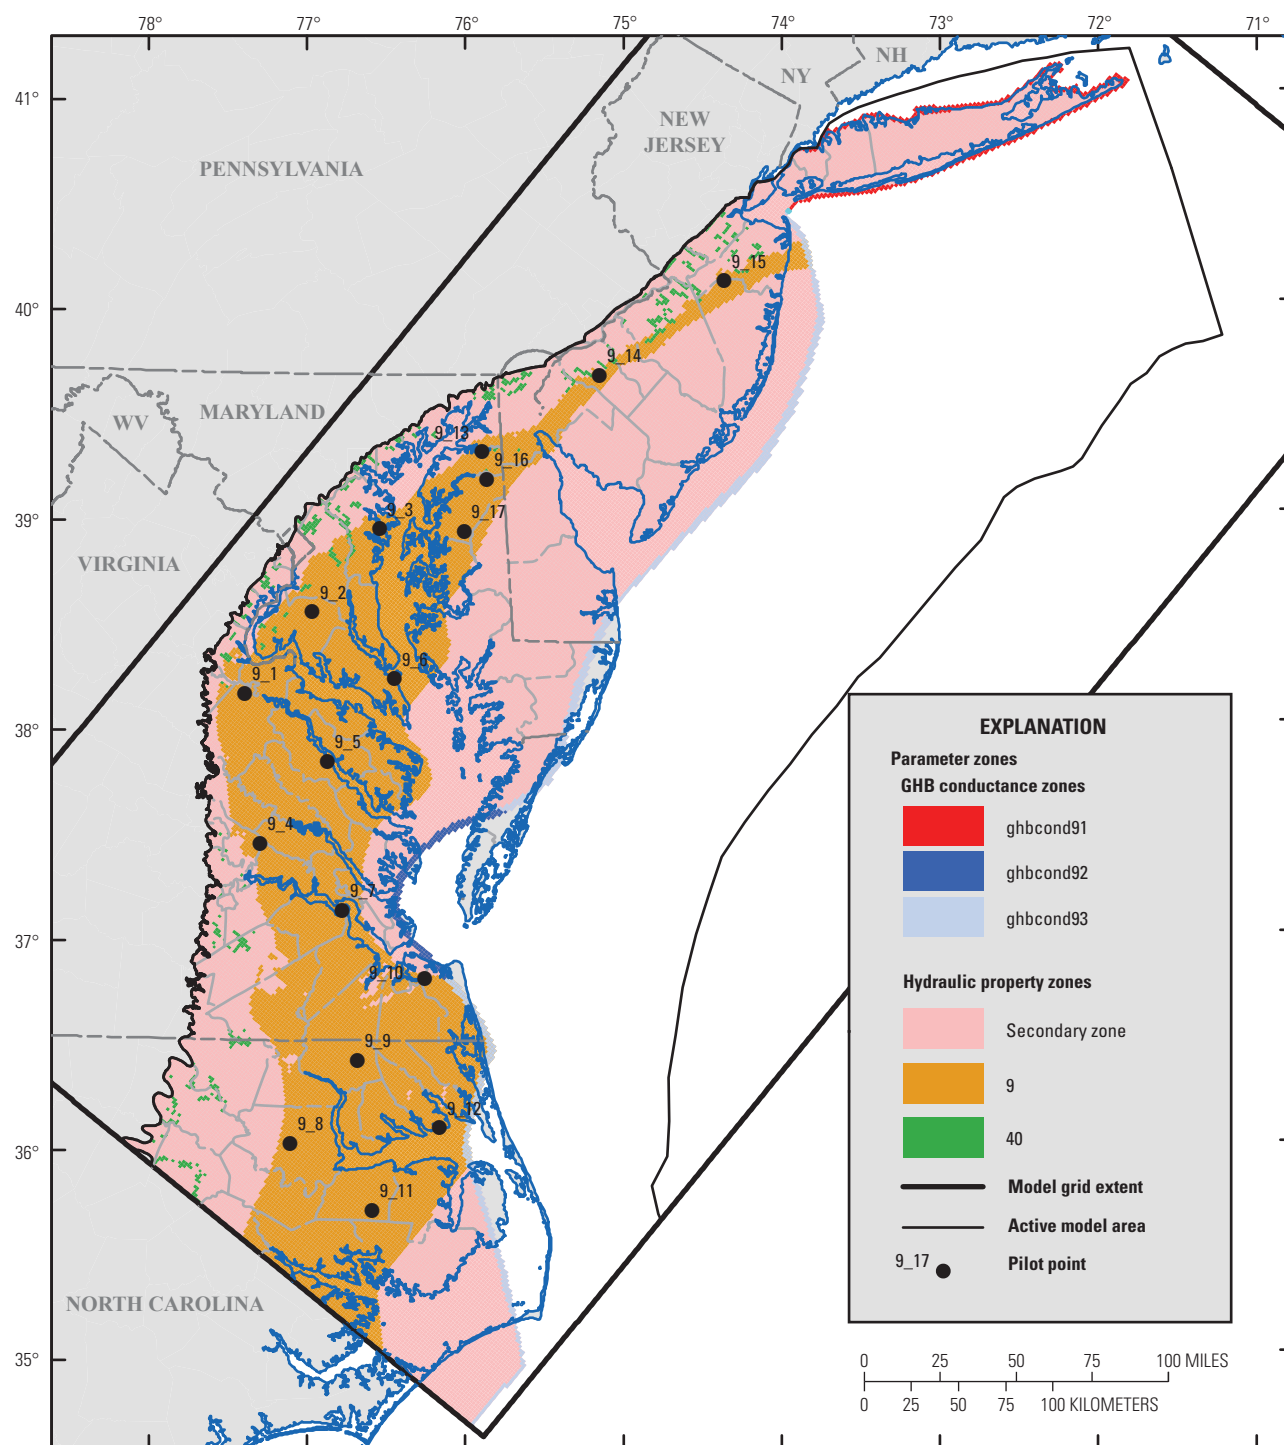 78° 77° 76° 75° 74° 73° 72° 71°
NH
NY
41°
NEW
JERSEY
PENNSYLVANIA
9_15
40°
9_14
MARYLAND
WV
9_13
9_16
39°
9_3
9_17
VIRGINIA
9_2
9_6
9_1
38°
9_5
9_4
9_7
37°
9_10
9_9
9_12
9_8
36°
9_11
NORTH CAROLINA
35°
EXPLANATION
Parameter zones
GHB conductance zones
ghbcond91
ghbcond92
ghbcond93
Hydraulic property zones
Secondary zone
9
40
Model grid extent
Active model area
9_17 Pilot point
0 25 50 75 100 MILES
0 25 50 75 100 KILOMETERS